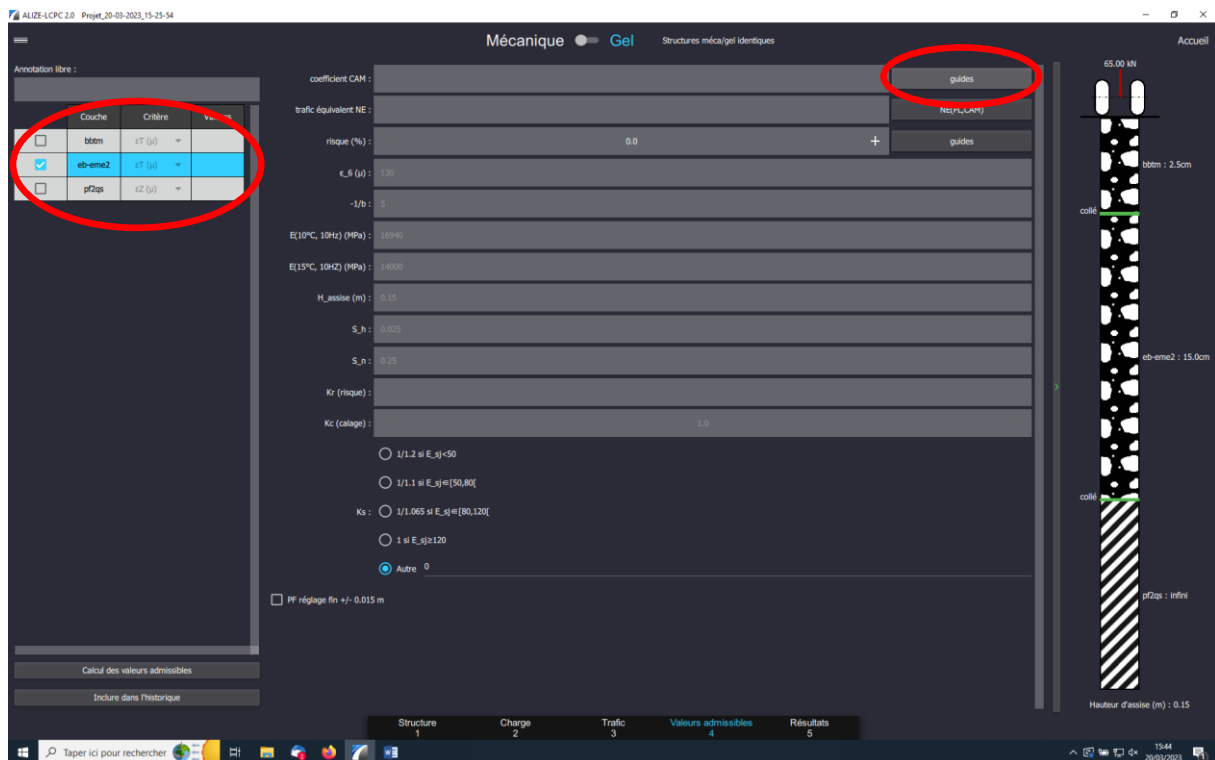 ALIZE-LCPC 2.0 Projet_20-03-2023_15-25-54
Mécanique Gel Structures méca/gel identiques Accueil
Annotation libre :
Couche Critère
bbtm εT (μ)
eb-eme2 εT (μ)
pf2qs εZ (μ)
Calcul des valeurs admissibles
Inclure dans l'historique
coefficient CAM : guides
trafic équivalent NE : NE(PL,CAM)
risque (%) : 0.0 + guides
ε_6 (μ) : 130
-1/b : 5
E(10°C, 10Hz) (MPa) : 16940
E(15°C, 10HZ) (MPa) : 14000
H_assise (m) : 0.15
S_h : 0.025
S_n : 0.25
Kr (risque) :
Kc (calage) : 1.0
1/1.2 si E_sj<50
1/1.1 si E_sj∈[50,80[
Ks : 1/1.065 si E_sj∈[80,120[
1 si E_sj≥120
Autre 0
PF réglage fin +/- 0.015 m
65.00 kN
bbtm : 2.5cm
collé
eb-eme2 : 15.0cm
collé
pf2qs : infini
Hauteur d'assise (m) : 0.15
Structure Charge Trafic Valeurs admissibles Résultats
1 2 3 4 5
Taper ici pour rechercher
15:44
20/03/2023